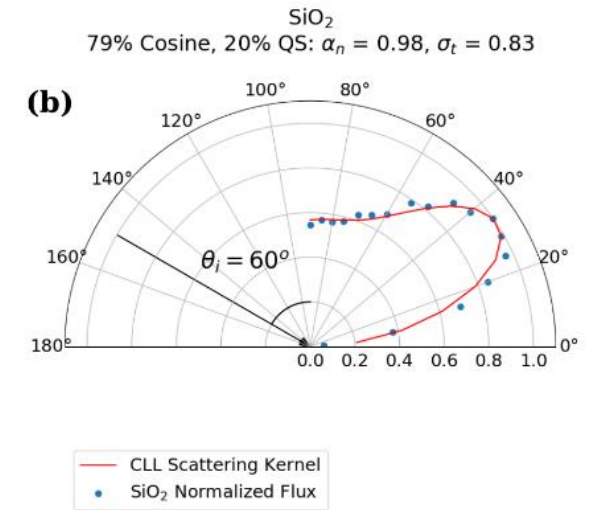 SiO₂
79% Cosine, 20% QS: αₙ = 0.98, σₜ = 0.83
(b)
100° 80°
120° 60°
140° 40°
160° 20°
180° 0°
θᵢ = 60ᵒ
0.0 0.2 0.4 0.6 0.8 1.0
CLL Scattering Kernel
SiO₂ Normalized Flux